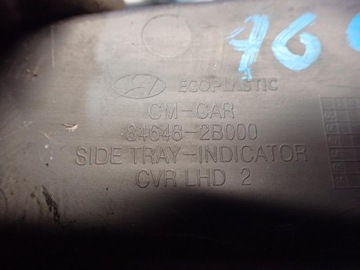 76
ECOPLASTIC
CM-CAR
84648-2B000
SIDE TRAY-INDICATOR
CVR LHD 2